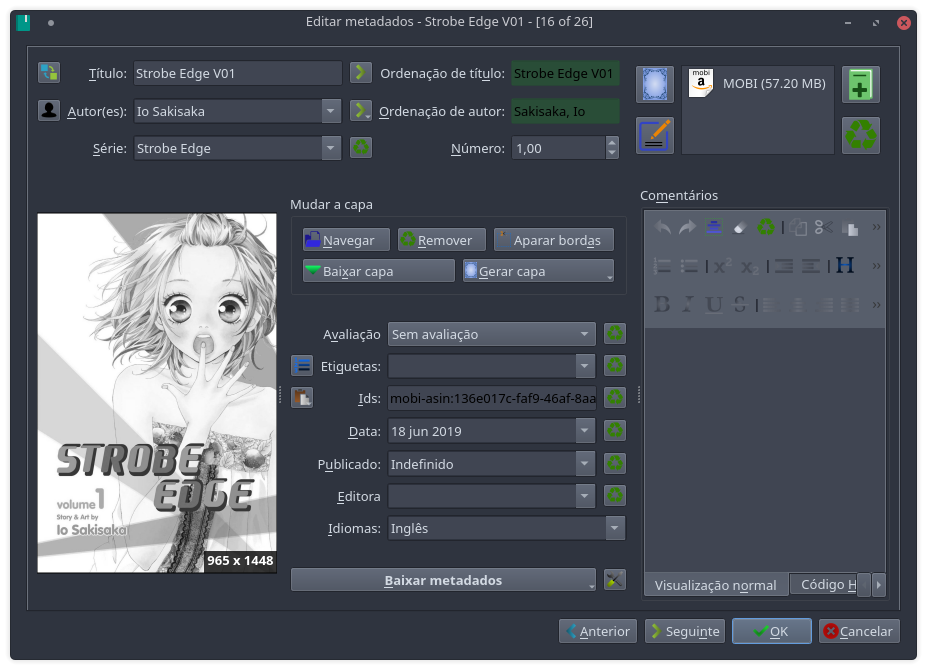 Editar metadados - Strobe Edge V01 - [16 of 26]
Título: Strobe Edge V01 Ordenação de título: Strobe Edge V01
Autor(es): Io Sakisaka Ordenação de autor: Sakisaka, Io
Série: Strobe Edge Número: 1,00
mobi
a
MOBI (57.20 MB)
Mudar a capa
Navegar Remover Aparar bordas
Baixar capa Gerar capa
STROBE
EDGE
volume 1
Story & Art by
Io Sakisaka
965 x 1448
Avaliação Sem avaliação
Etiquetas:
Ids: mobi-asin:136e017c-faf9-46af-8aa
Data: 18 jun 2019
Publicado: Indefinido
Editora
Idiomas: Inglês
Baixar metadados
Comentários
X² X₂ H
B I U S
Visualização normal Código H
Anterior Seguinte OK Cancelar